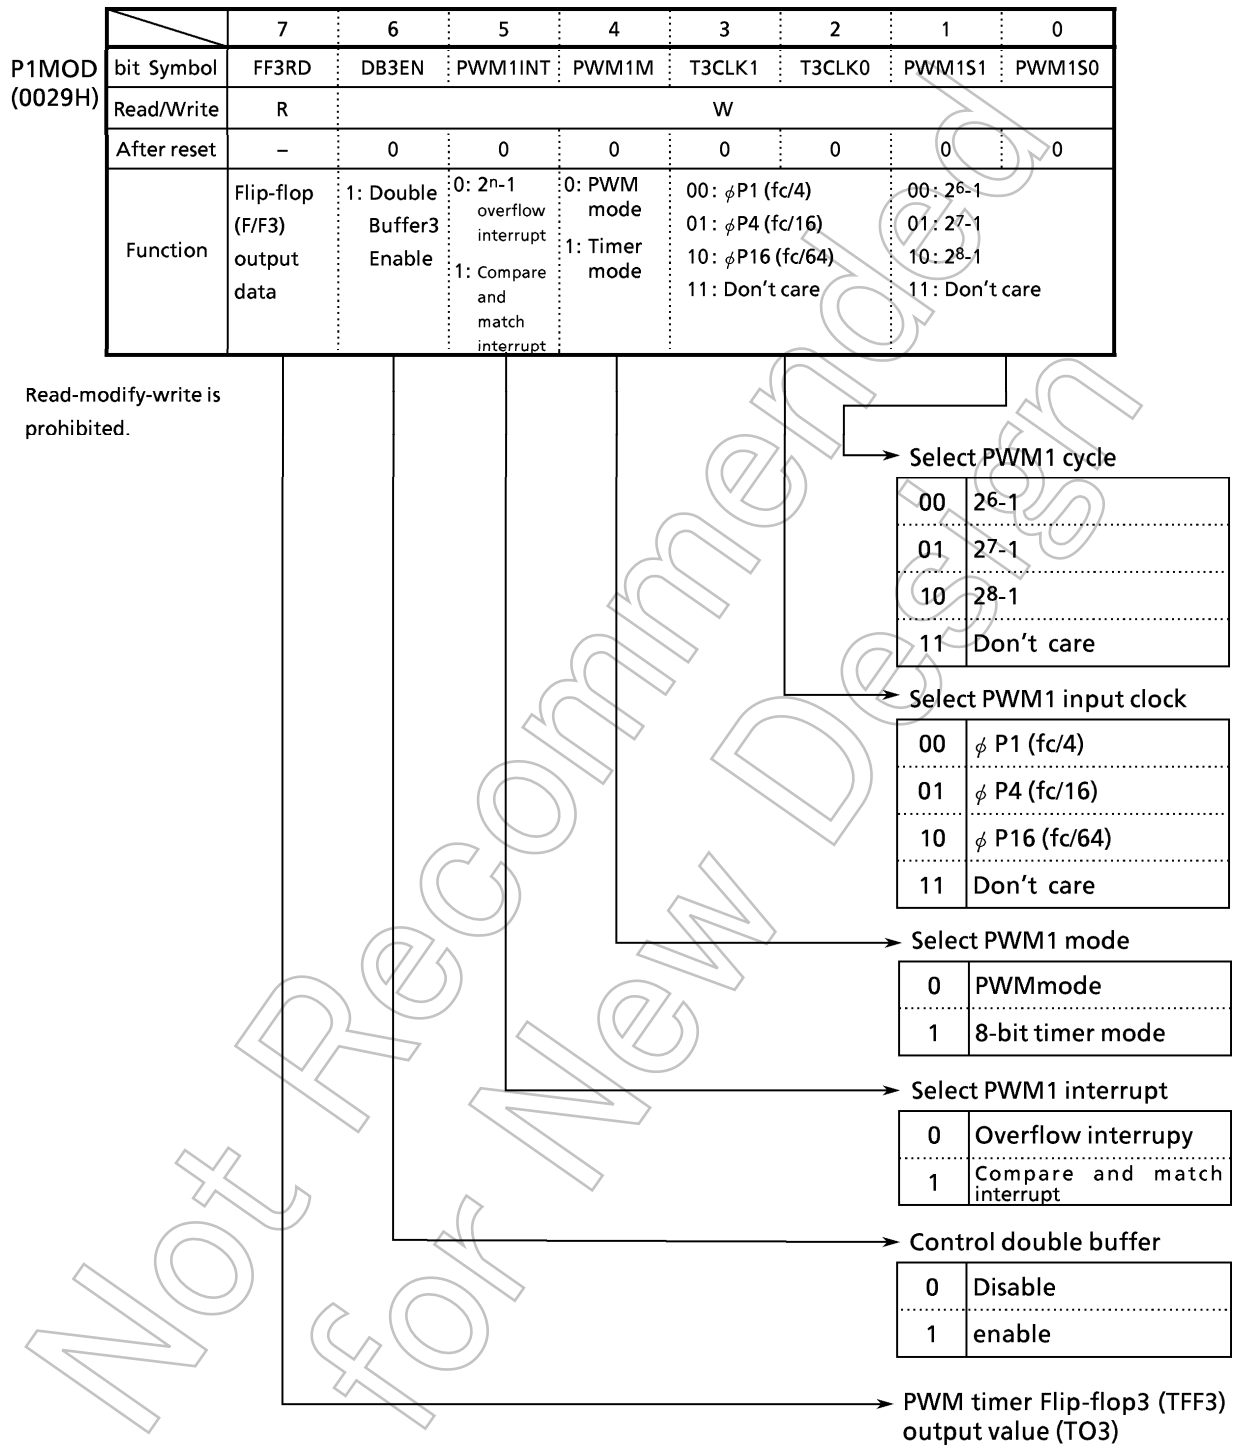 7 6 5 4 3 2 1 0
P1MOD
(0029H)
bit Symbol FF3RD DB3EN PWM1INT PWM1M T3CLK1 T3CLK0 PWM1S1 PWM1S0
Read/Write R W
After reset – 0 0 0 0 0 0 0
Function
Flip-flop
(F/F3)
output
data
1: Double
Buffer3
Enable
0: 2n-1
overflow
interrupt
1: Compare
and
match
interrupt
0: PWM
mode
1: Timer
mode
00: φP1 (fc/4)
01: φP4 (fc/16)
10: φP16 (fc/64)
11: Don't care
00: 26-1
01: 27-1
10: 28-1
11: Don't care
Read-modify-write is
prohibited.
Select PWM1 cycle
00 26-1
01 27-1
10 28-1
11 Don't care
Select PWM1 input clock
00 φ P1 (fc/4)
01 φ P4 (fc/16)
10 φ P16 (fc/64)
11 Don't care
Select PWM1 mode
0 PWMmode
1 8-bit timer mode
Select PWM1 interrupt
0 Overflow interrupy
1 Compare and match
interrupt
Control double buffer
0 Disable
1 enable
PWM timer Flip-flop3 (TFF3)
output value (TO3)
Not Recommended
for New Design